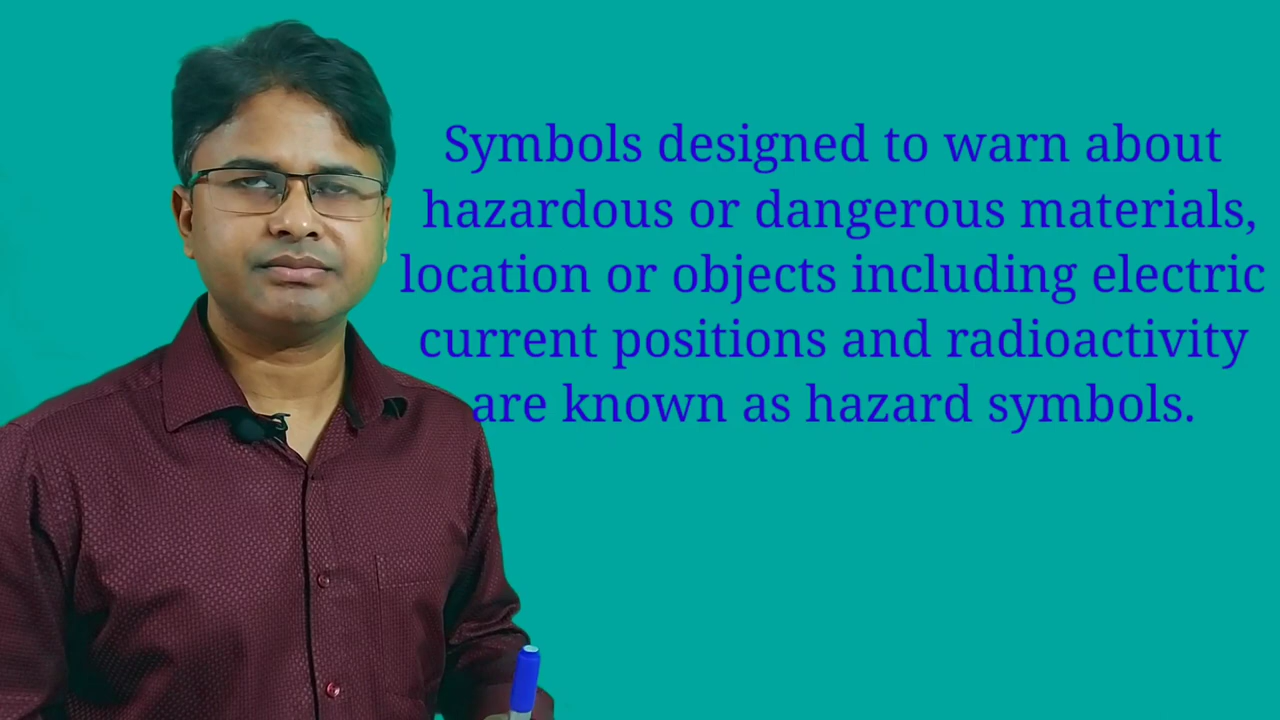 Symbols designed to warn about
hazardous or dangerous materials,
location or objects including electric
current positions and radioactivity
are known as hazard symbols.